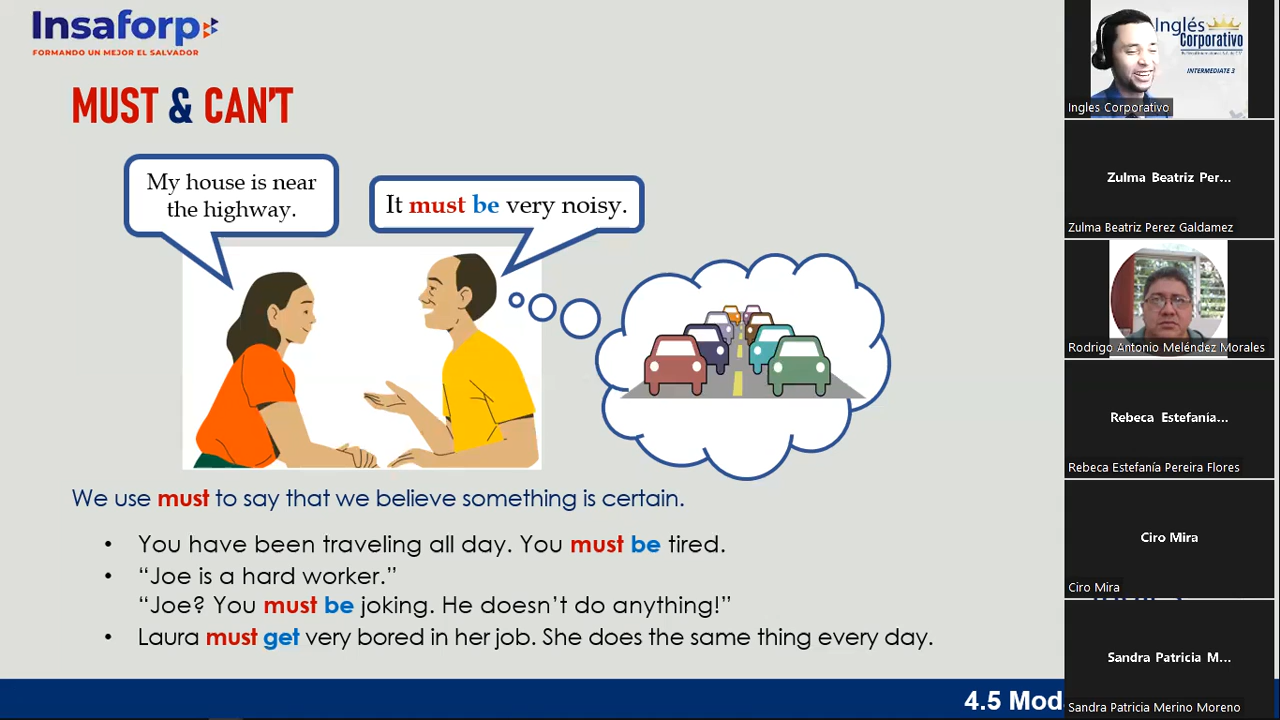 Insaforp
FORMANDO UN MEJOR EL SALVADOR
MUST & CAN'T
My house is near
the highway.
It must be very noisy.
We use must to say that we believe something is certain.
• You have been traveling all day. You must be tired.
• “Joe is a hard worker.”
“Joe? You must be joking. He doesn’t do anything!”
• Laura must get very bored in her job. She does the same thing every day.
4.5 Mod
Inglés
Corporativo
INTERMEDIATE 3
Ingles Corporativo
Zulma Beatriz Per...
Zulma Beatriz Perez Galdamez
Rodrigo Antonio Meléndez Morales
Rebeca Estefanía...
Rebeca Estefanía Pereira Flores
Ciro Mira
Ciro Mira
Sandra Patricia M...
Sandra Patricia Merino Moreno